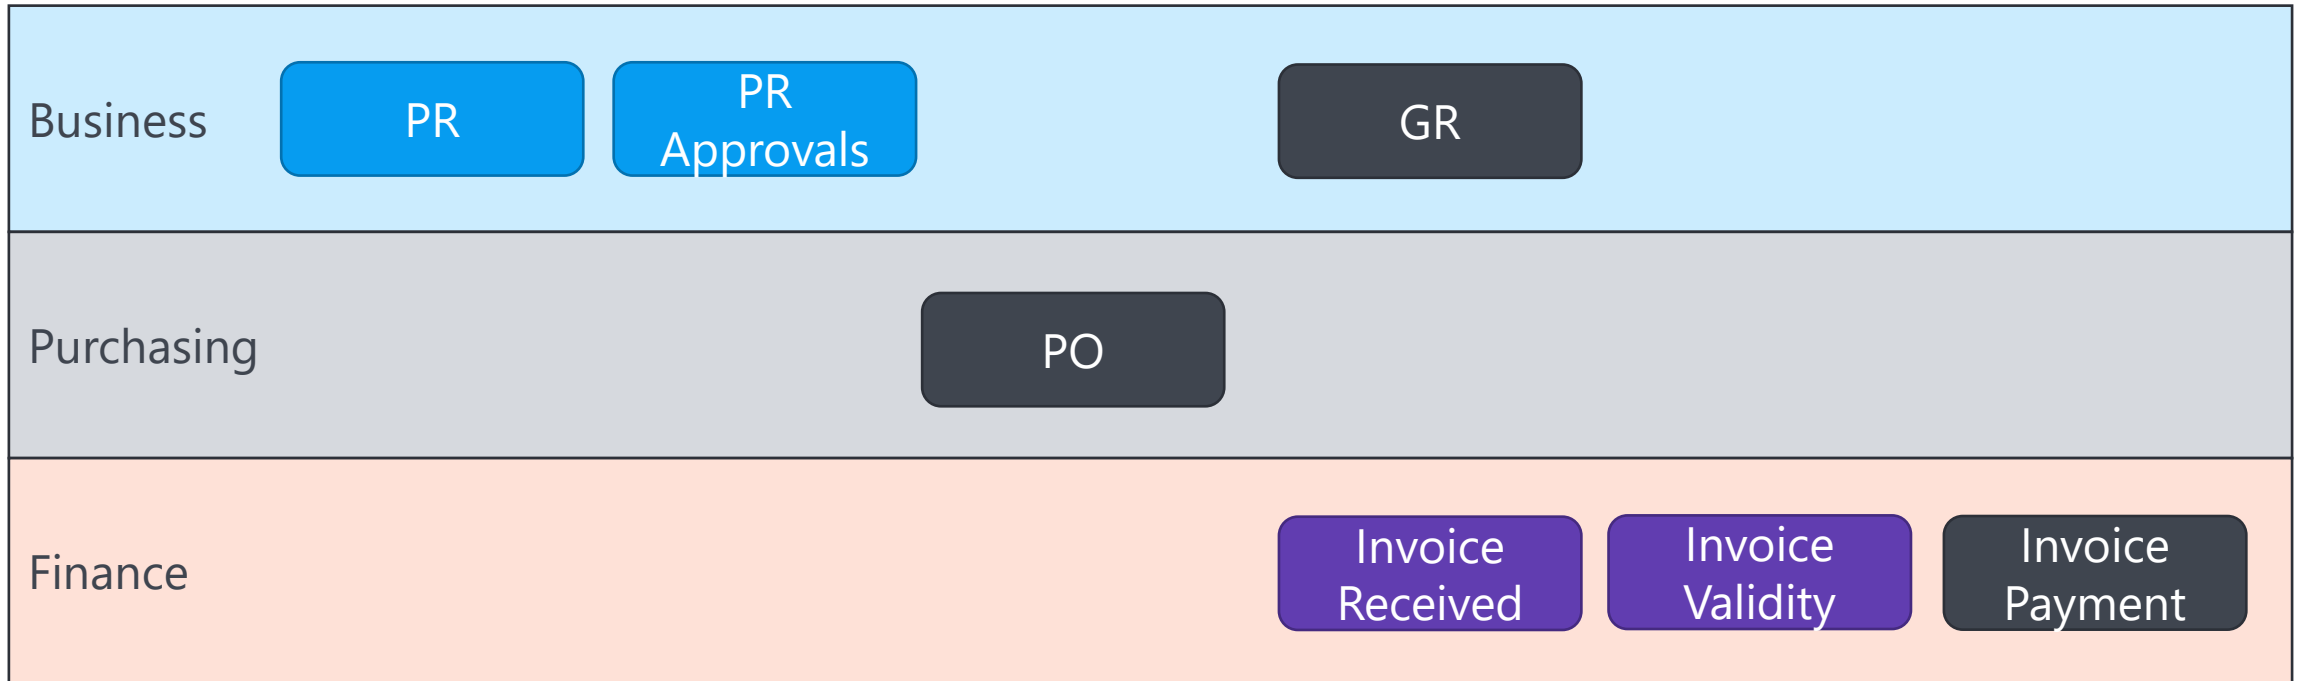 Business
PR
PR
Approvals
GR
Purchasing
PO
Finance
Invoice
Received
Invoice
Validity
Invoice
Payment